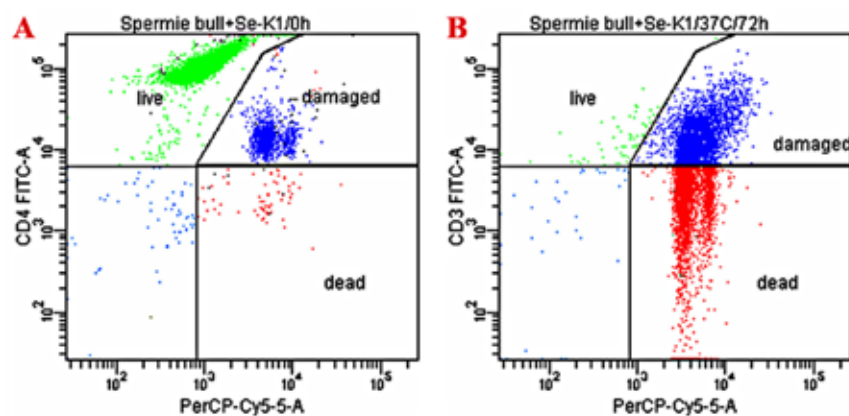 A
Spermie bull+Se-K1/0h
CD4 FITC-A
10^5
10^4
10^3
10^2
live
damaged
dead
10^2 10^3 10^4 10^5
PerCP-Cy5-5-A
B
Spermie bull+Se-K1/37C/72h
CD3 FITC-A
10^5
10^4
10^3
10^2
live
damaged
dead
10^2 10^3 10^4 10^5
PerCP-Cy5-5-A